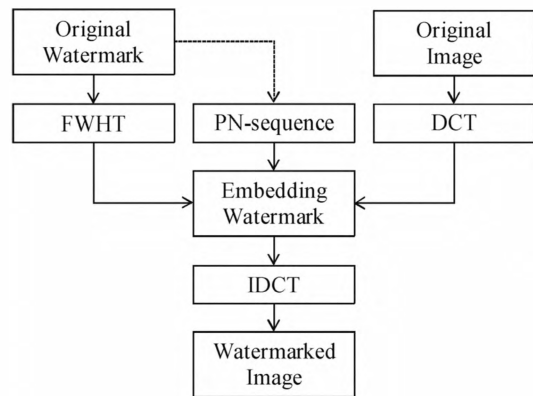 Original
Watermark
Original
Image
FWHT
PN-sequence
DCT
Embedding
Watermark
IDCT
Watermarked
Image